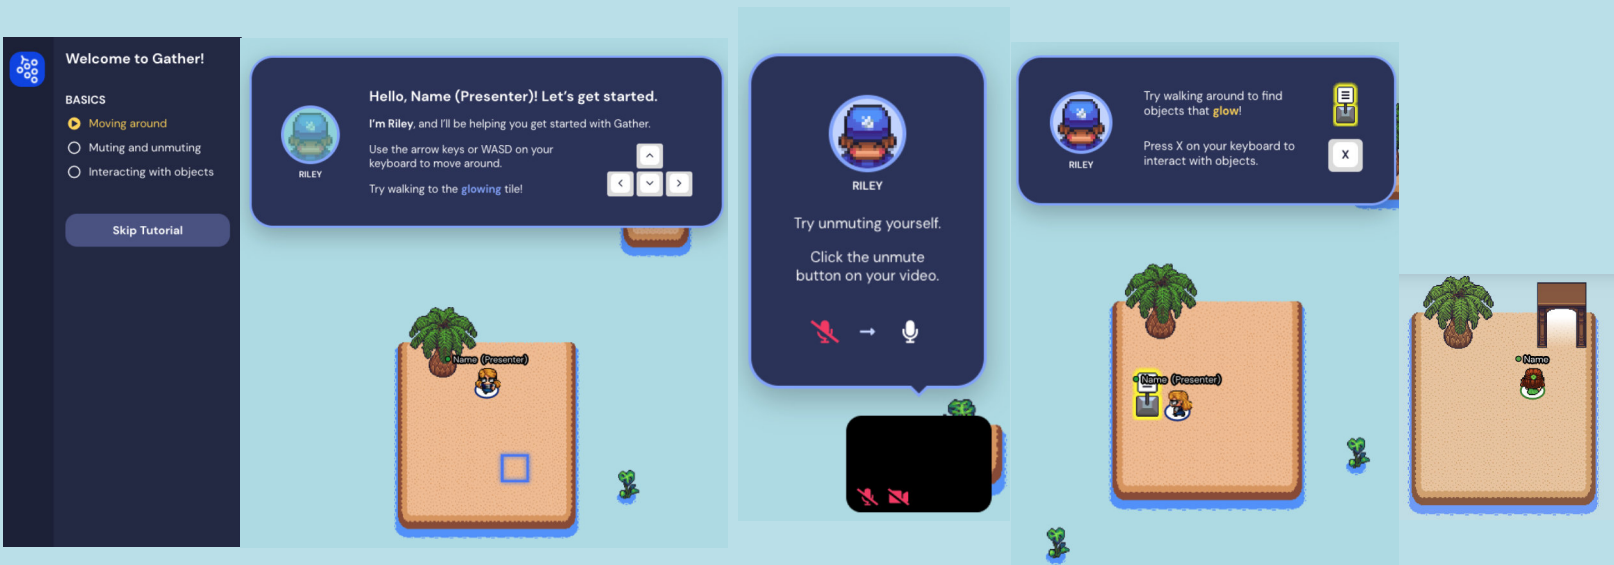 Welcome to Gather!
BASICS
Moving around
Muting and unmuting
Interacting with objects
Skip Tutorial
Hello, Name (Presenter)! Let's get started.
I'm Riley, and I'll be helping you get started with Gather.
Use the arrow keys or WASD on your
keyboard to move around.
Try walking to the glowing tile!
RILEY
Name (Presenter)
RILEY
Try unmuting yourself.
Click the unmute
button on your video.
Try walking around to find
objects that glow!
Press X on your keyboard to
interact with objects.
X
RILEY
Name (Presenter)
Name